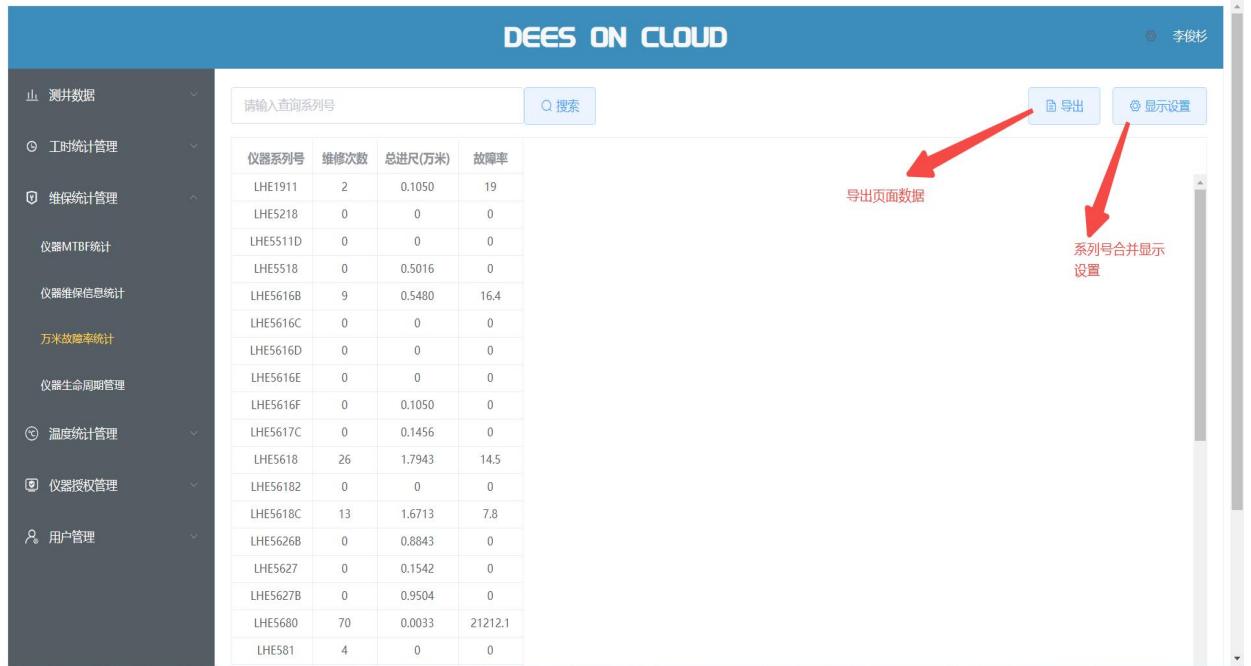 DEES ON CLOUD
李俊杉
测井数据
工时统计管理
维保统计管理
仪器MTBF统计
仪器维保信息统计
万米故障率统计
仪器生命周期管理
温度统计管理
仪器授权管理
用户管理
请输入查询系列号
搜索
导出
显示设置
导出页面数据
系列号合并显示
设置
仪器系列号 维修次数 总进尺(万米) 故障率
LHE1911 2 0.1050 19
LHE5218 0 0 0
LHE5511D 0 0 0
LHE5518 0 0.5016 0
LHE5616B 9 0.5480 16.4
LHE5616C 0 0 0
LHE5616D 0 0 0
LHE5616E 0 0 0
LHE5616F 0 0.1050 0
LHE5617C 0 0.1456 0
LHE5618 26 1.7943 14.5
LHE56182 0 0 0
LHE5618C 13 1.6713 7.8
LHE5626B 0 0.8843 0
LHE5627 0 0.1542 0
LHE5627B 0 0.9504 0
LHE5680 70 0.0033 21212.1
LHE581 4 0 0